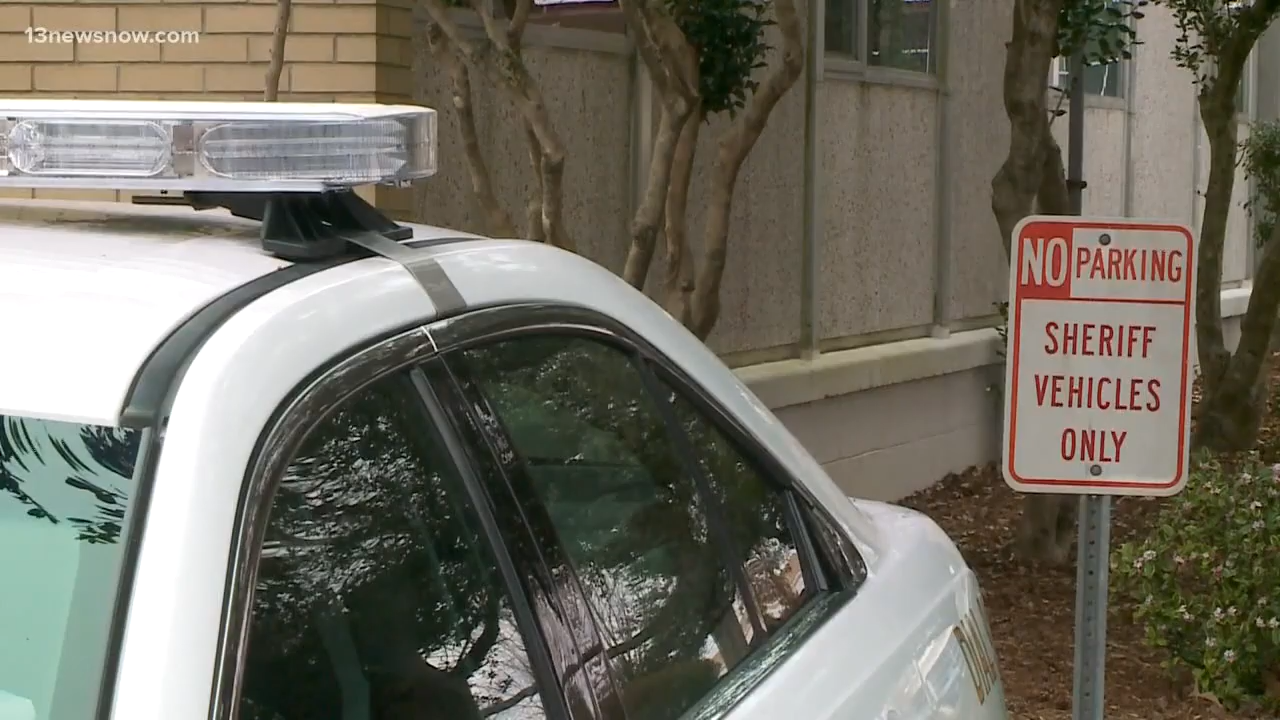 13newsnow.com
NO PARKING
SHERIFF
VEHICLES
ONLY